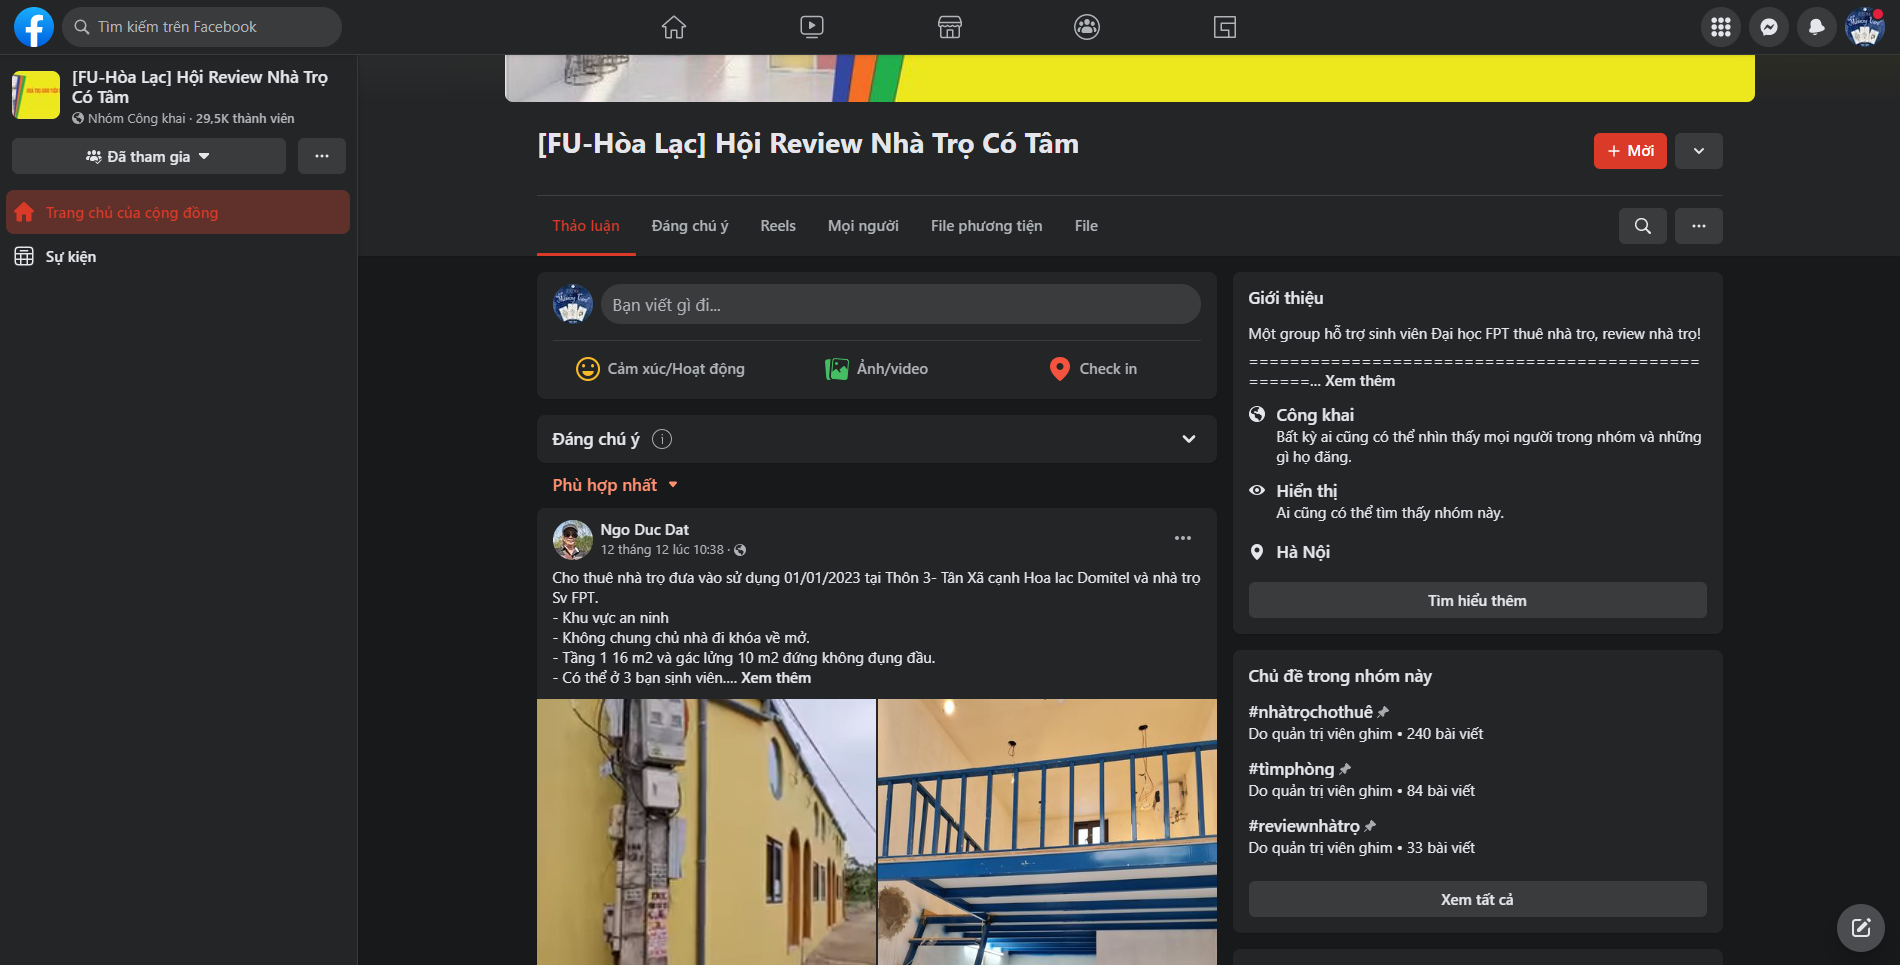 Tìm kiếm trên Facebook
[FU-Hòa Lạc] Hội Review Nhà Trọ
Có Tâm
Nhóm Công khai · 29,5K thành viên
Đã tham gia
Trang chủ của cộng đồng
Sự kiện
[FU-Hòa Lạc] Hội Review Nhà Trọ Có Tâm
+ Mời
Thảo luận
Đáng chú ý
Reels
Mọi người
File phương tiện
File
Bạn viết gì đi...
Cảm xúc/Hoạt động
Ảnh/video
Check in
Đáng chú ý
Phù hợp nhất
Ngo Duc Dat
12 tháng 12 lúc 10:38 ·
Cho thuê nhà trọ đưa vào sử dụng 01/01/2023 tại Thôn 3- Tân Xã cạnh Hoa lac Domitel và nhà trọ
Sv FPT.
- Khu vực an ninh
- Không chung chủ nhà đi khóa về mở.
- Tầng 1 16 m2 và gác lửng 10 m2 đứng không đụng đầu.
- Có thể ở 3 bạn sịnh viên.... Xem thêm
Giới thiệu
Một group hỗ trợ sinh viên Đại học FPT thuê nhà trọ, review nhà trọ!
============================================
======... Xem thêm
Công khai
Bất kỳ ai cũng có thể nhìn thấy mọi người trong nhóm và những
gì họ đăng.
Hiển thị
Ai cũng có thể tìm thấy nhóm này.
Hà Nội
Tìm hiểu thêm
Chủ đề trong nhóm này
#nhàtrọchothuê
Do quản trị viên ghim • 240 bài viết
#tìmphòng
Do quản trị viên ghim • 84 bài viết
#reviewnhàtrọ
Do quản trị viên ghim • 33 bài viết
Xem tất cả